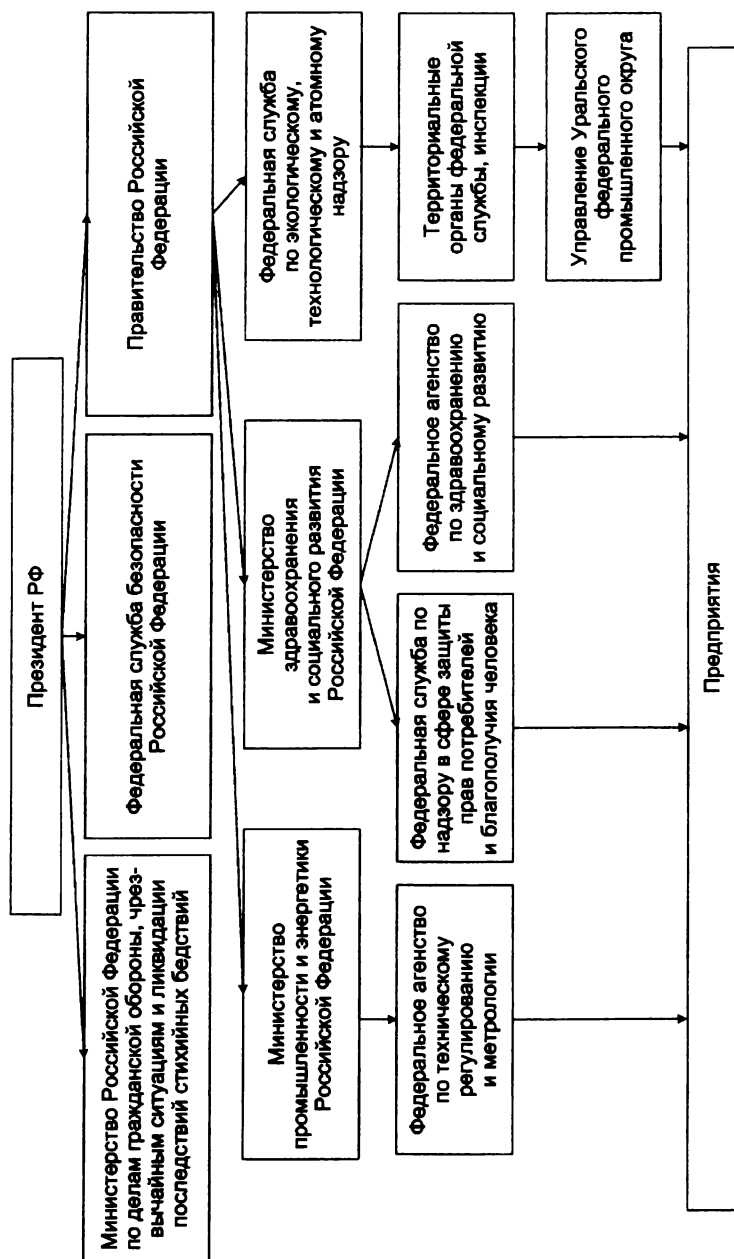 Президент РФ
Министерство Российской Федерации
по делам гражданской обороны, чрез-
вычайным ситуациям и ликвидации
последствий стихийных бедствий
Федеральная служба безопасности
Российской Федерации
Правительство Российской
Федерации
Министерство
промышленности и энергетики
Российской Федерации
Министерство
здравоохранения
и социального развития
Российской Федерации
Федеральная служба
по экологическому,
технологическому и атомному
надзору
Федеральное агенство
по техническому
регулированию
и метрологии
Федеральная служба по
надзору в сфере защиты
прав потребителей
и благополучия человека
Федеральное агенство
по здравоохранению
и социальному развитию
Территориальные
органы федеральной
службы, инспекции
Управление Уральского
федерального
промышленного округа
Предприятия